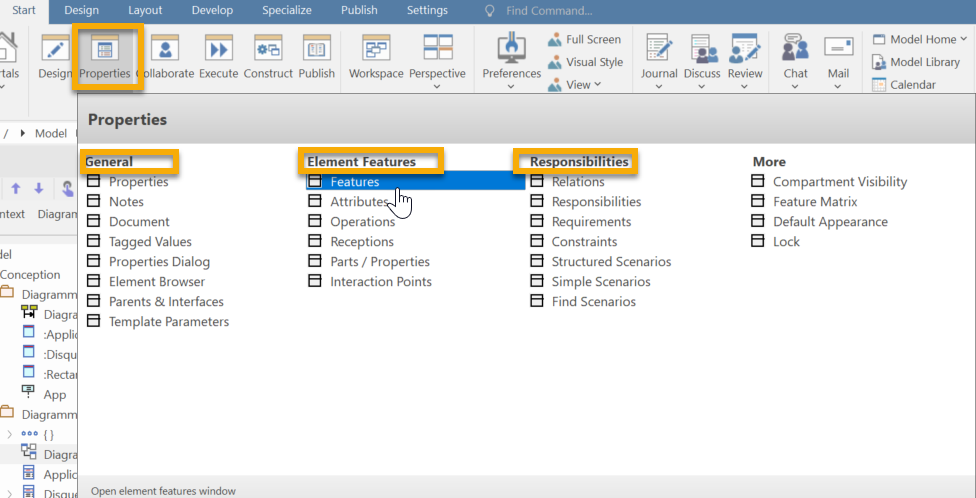 Start Design Layout Develop Specialize Publish Settings Find Command...
Design Properties Collaborate Execute Construct Publish Workspace Perspective Preferences Journal Discuss Review Chat Mail
Full Screen
Visual Style
View
Model Home
Model Library
Calendar
/ Model
Properties
General
Properties
Notes
Document
Tagged Values
Properties Dialog
Element Browser
Parents & Interfaces
Template Parameters
Element Features
Features
Attributes
Operations
Receptions
Parts / Properties
Interaction Points
Responsibilities
Relations
Responsibilities
Requirements
Constraints
Structured Scenarios
Simple Scenarios
Find Scenarios
More
Compartment Visibility
Feature Matrix
Default Appearance
Lock
ntext Diagran
del
Conception
Diagramm
Diagra
:Applic
:Disqu
:Rectar
App
Diagramm
{ }
Diagra
Applic
Disque
Open element features window